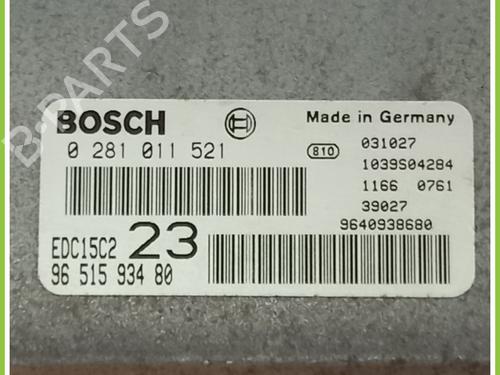 B-PARTS
BOSCH
Made in Germany
0 281 011 521
810
031027
1039S04284
1166 0761
39027
9640938680
EDC15C2 23
96 515 934 80